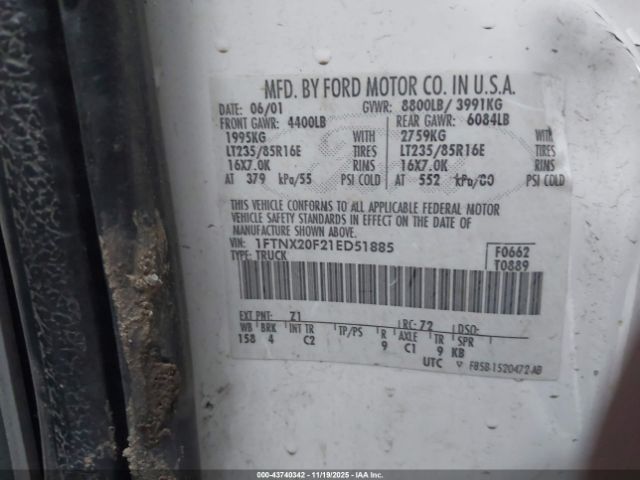 MFD. BY FORD MOTOR CO. IN U.S.A.
DATE: 06/01 GVWR: 8800LB/ 3991KG
FRONT GAWR: 4400LB REAR GAWR: 6084LB
1995KG WITH 2759KG WITH
LT235/85R16E TIRES LT235/85R16E TIRES
16X7.0K RIMS 16X7.0K RIMS
AT 379 kPa/55 PSI COLD AT 552 kPa/80 PSI COLD
THIS VEHICLE CONFORMS TO ALL APPLICABLE FEDERAL MOTOR
VEHICLE SAFETY STANDARDS IN EFFECT ON THE DATE OF
MANUFACTURE SHOWN ABOVE.
VIN: 1FTNX20F21ED51885 F0662
TYPE: TRUCK T0889
EXT PNT: Z1 RC: 72 DSO:
WB BRK INT TR TP/PS R AXLE TR SPR
158 4 C2 9 C1 9 KB
UTC F85B-1520472-AB
000-43740342 - 11/19/2025 - IAAI.COM